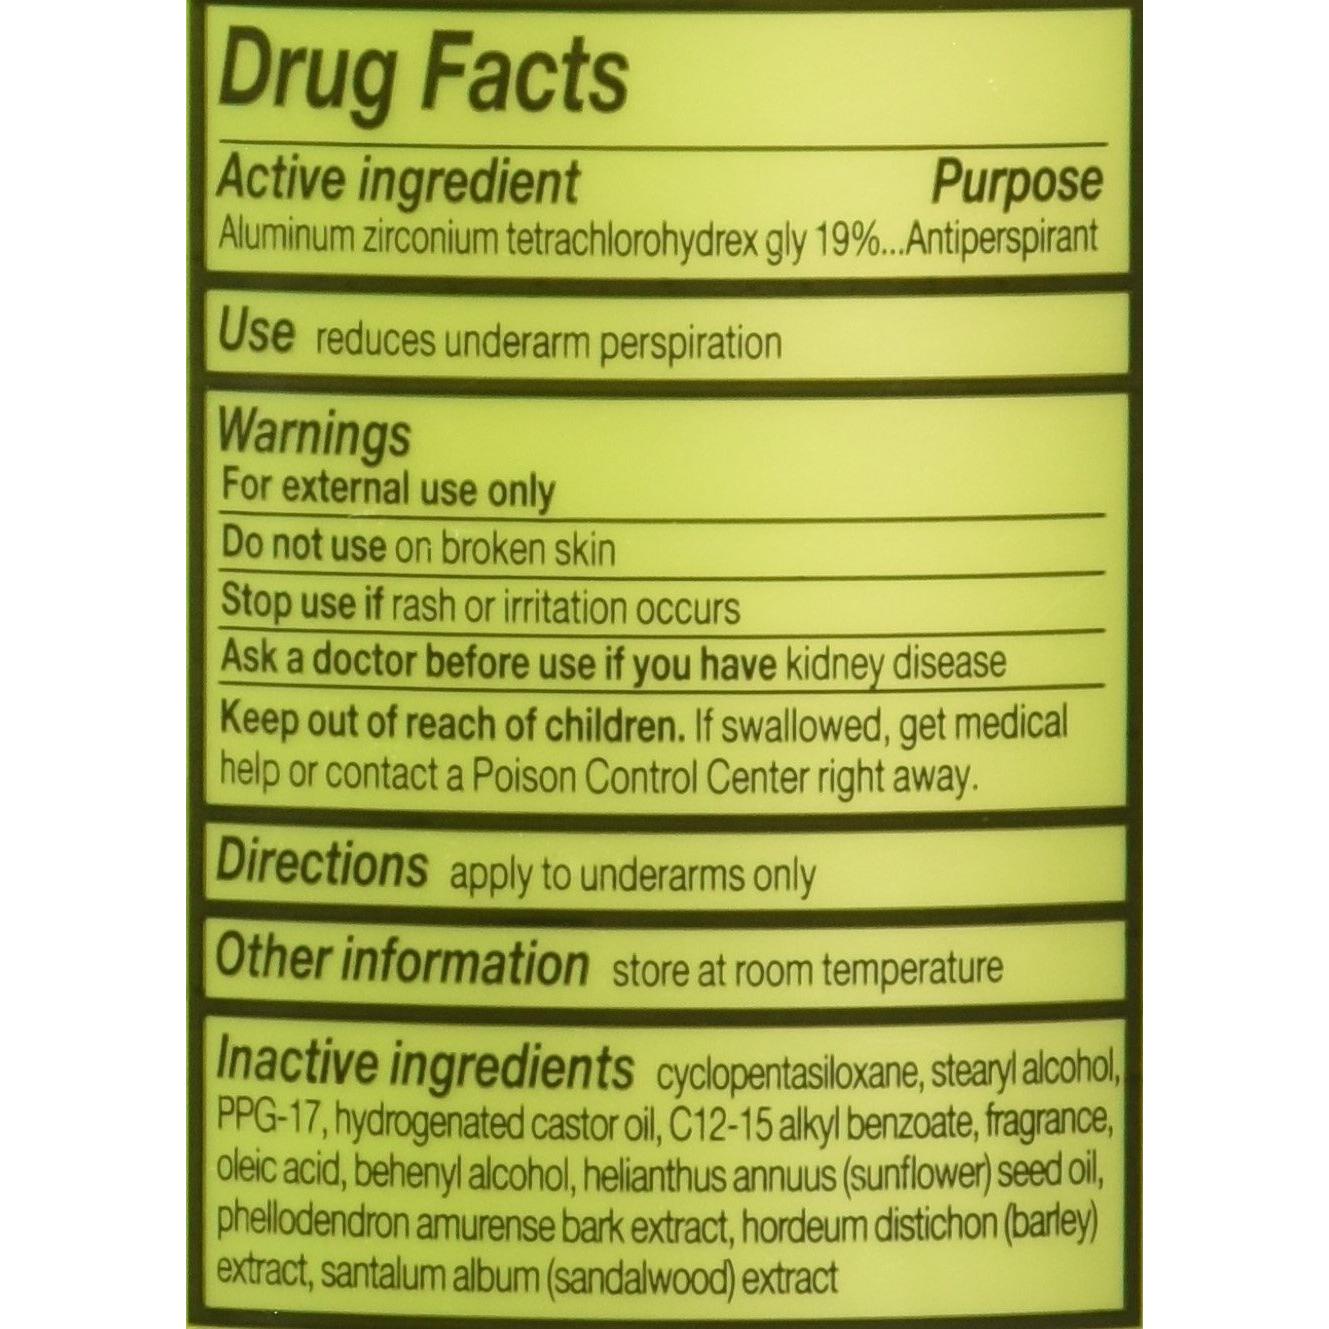 Drug Facts
Active ingredient Purpose
Aluminum zirconium tetrachlorohydrex gly 19%...Antiperspirant
Use reduces underarm perspiration
Warnings
For external use only
Do not use on broken skin
Stop use if rash or irritation occurs
Ask a doctor before use if you have kidney disease
Keep out of reach of children. If swallowed, get medical
help or contact a Poison Control Center right away.
Directions apply to underarms only
Other information store at room temperature
Inactive ingredients cyclopentasiloxane, stearyl alcohol,
PPG-17, hydrogenated castor oil, C12-15 alkyl benzoate, fragrance,
oleic acid, behenyl alcohol, helianthus annuus (sunflower) seed oil,
phellodendron amurense bark extract, hordeum distichon (barley)
extract, santalum album (sandalwood) extract